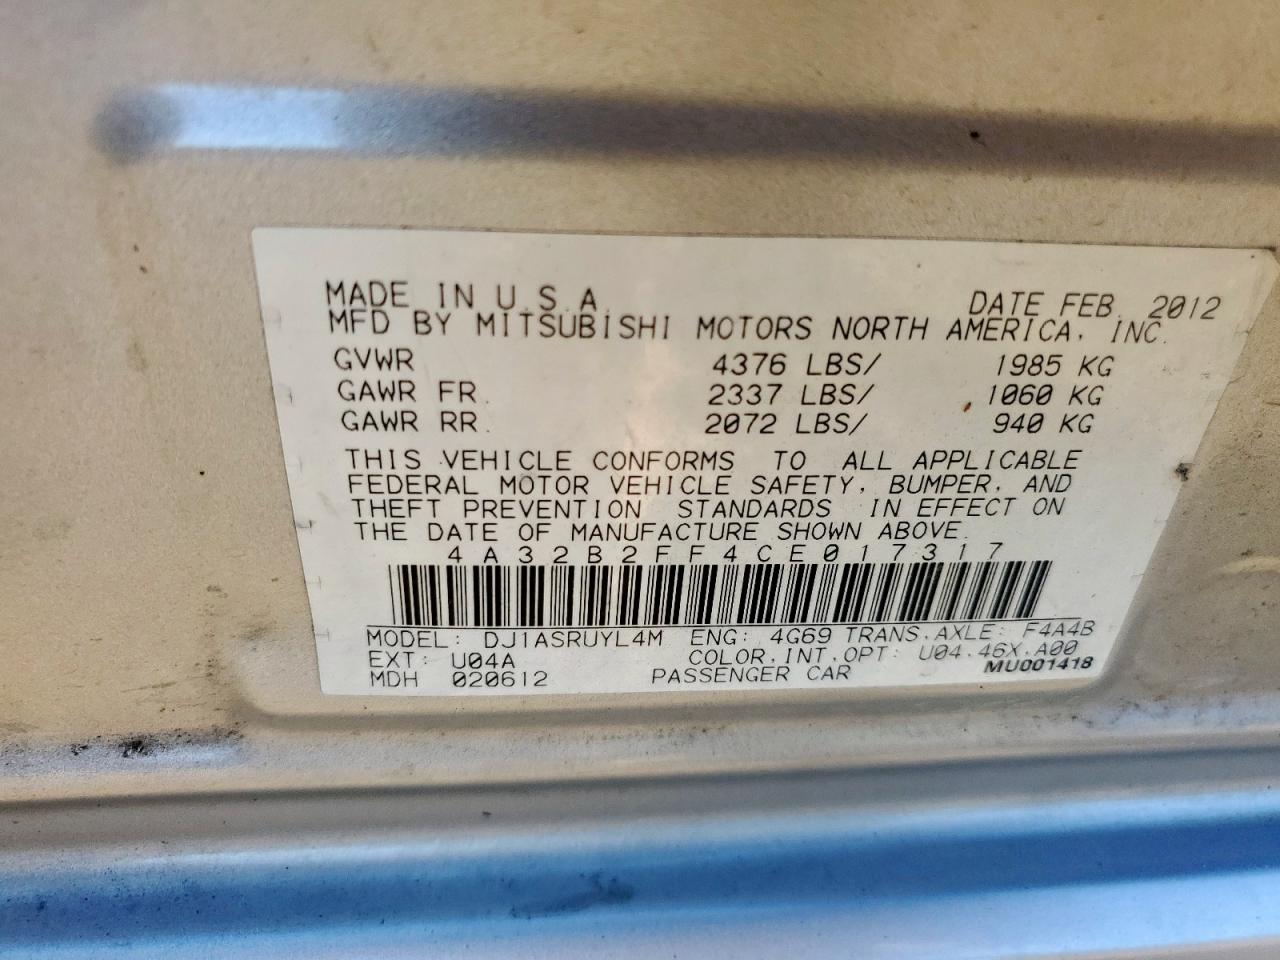 MADE IN U.S.A. DATE FEB. 2012
MFD BY MITSUBISHI MOTORS NORTH AMERICA, INC.
GVWR 4376 LBS/ 1985 KG
GAWR FR. 2337 LBS/ 1060 KG
GAWR RR. 2072 LBS/ 940 KG
THIS VEHICLE CONFORMS TO ALL APPLICABLE
FEDERAL MOTOR VEHICLE SAFETY, BUMPER, AND
THEFT PREVENTION STANDARDS IN EFFECT ON
THE DATE OF MANUFACTURE SHOWN ABOVE.
4A32B2FF4CE017317
MODEL: DJ1ASRUYL4M ENG: 4G69 TRANS.AXLE: F4A4B
EXT: U04A COLOR.INT.OPT: U04.46X.A00
MDH 020612 PASSENGER CAR MU001418